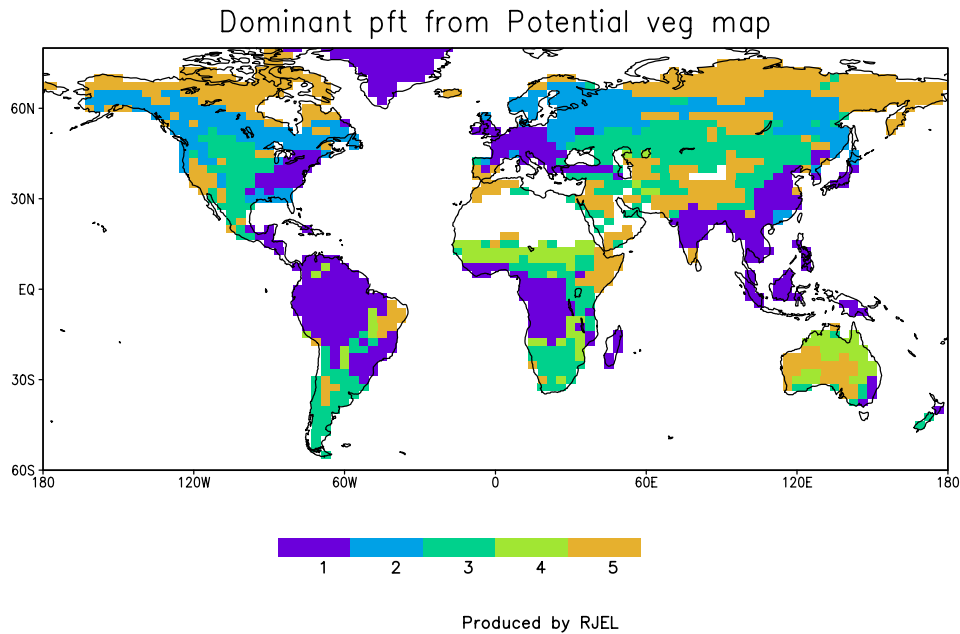 Dominant pft from Potential veg map
60N
30N
EQ
30S
60S
180 120W 60W 0 60E 120E 180
1 2 3 4 5
Produced by RJEL